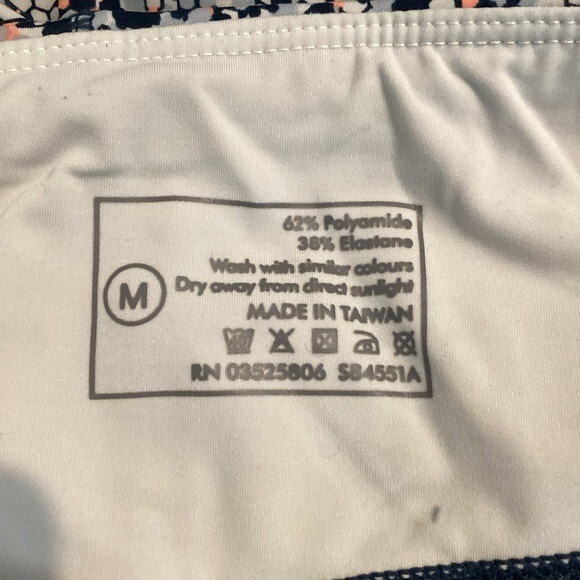 62% Polyamide
38% Elastane
Wash with similar colours
Dry away from direct sunlight
M
MADE IN TAIWAN
40
RN 03525806 SB4551A